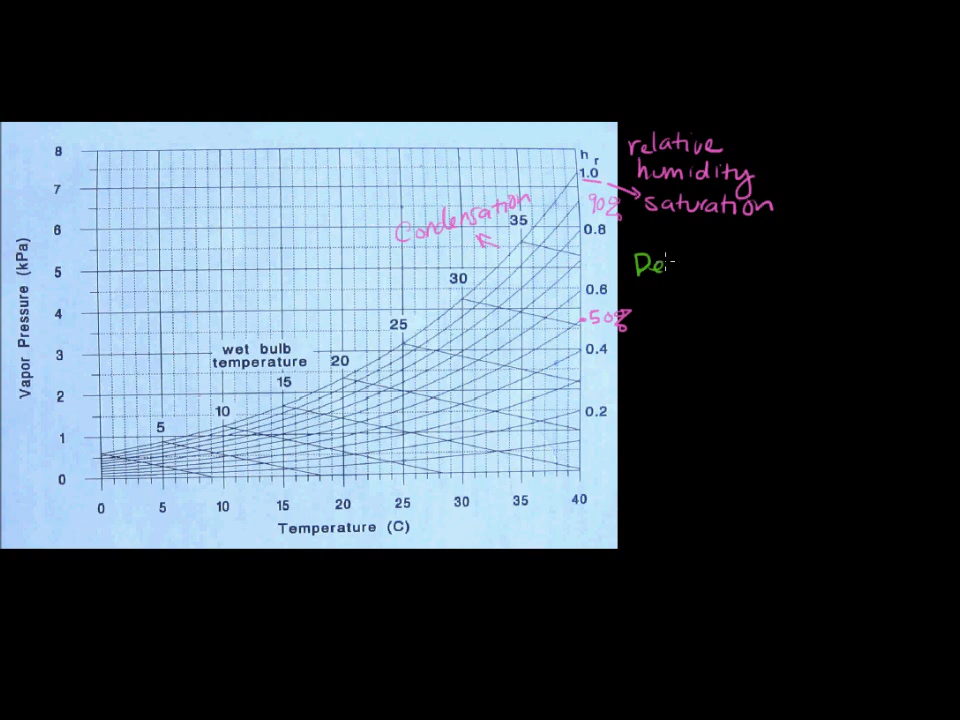 8
7
6
5
4
3
2
1
0
Vapor Pressure (kPa)
0 5 10 15 20 25 30 35 40
Temperature (C)
wet bulb
temperature
5
10
15
20
25
30
35
h r
1.0
90%
0.8
0.6
50%
0.4
0.2
Condensation
relative
humidity
saturation
De